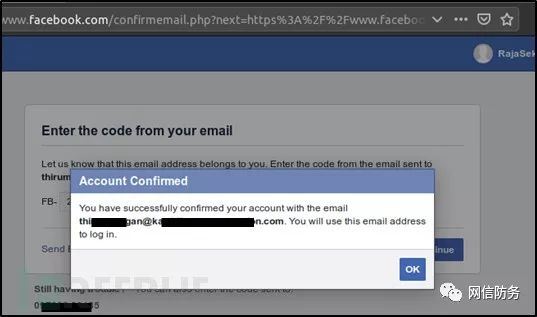 www.facebook.com/confirmemail.php?next=https%3A%2F%2Fwww.facebo
RajaSek
Enter the code from your email
Let us know that this email address belongs to you. Enter the code from the email sent to
thirum
FB- 2
Account Confirmed
You have successfully confirmed your account with the email
thi gan@ka n.com. You will use this email address
to log in.
OK
Send E
inue
Still having trouble? You can also enter the code sent to:
网信防务